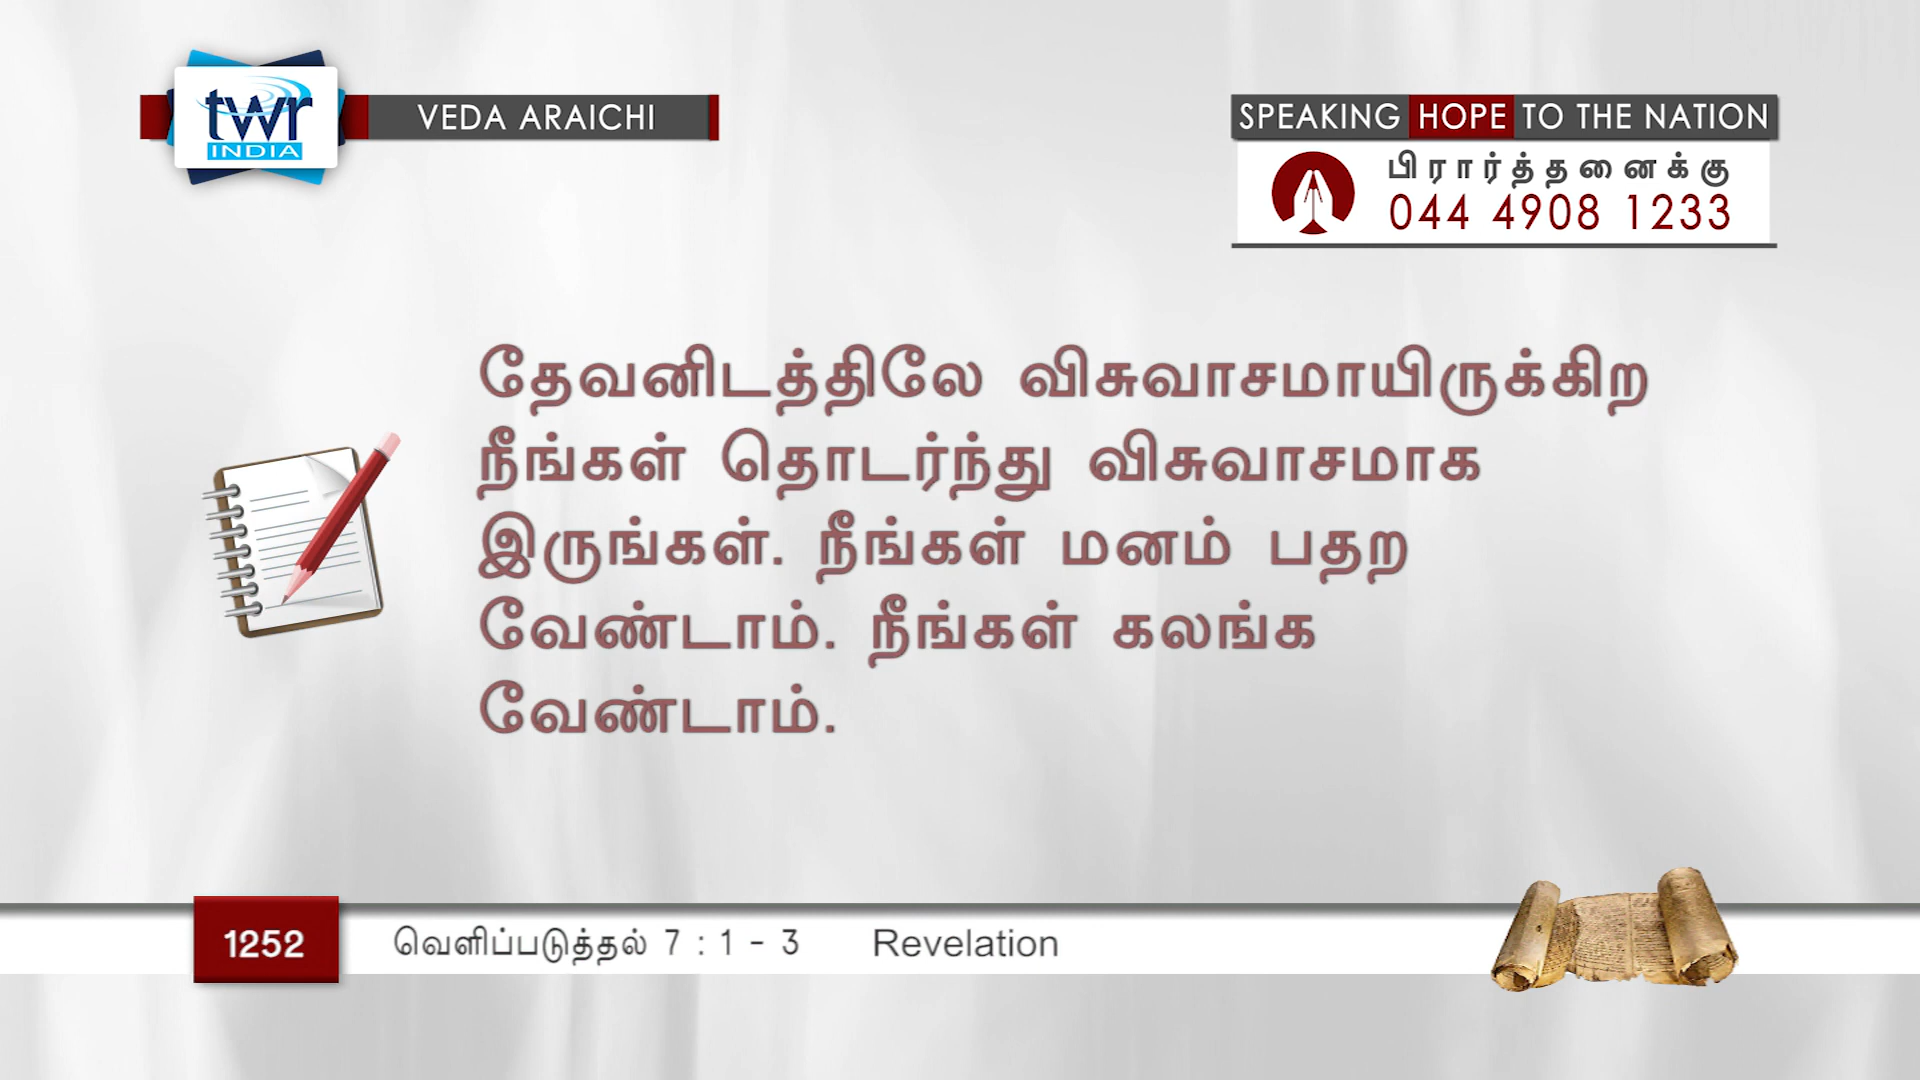 twr
INDIA
VEDA ARAICHI
SPEAKING HOPE TO THE NATION
பிரார்த்தனைக்கு
044 4908 1233
தேவனிடத்திலே விசுவாசமாயிருக்கிற
நீங்கள் தொடர்ந்து விசுவாசமாக
இருங்கள். நீங்கள் மனம் பதற
வேண்டாம். நீங்கள் கலங்க
வேண்டாம்.
1252
வெளிப்படுத்தல் 7 : 1 - 3 Revelation